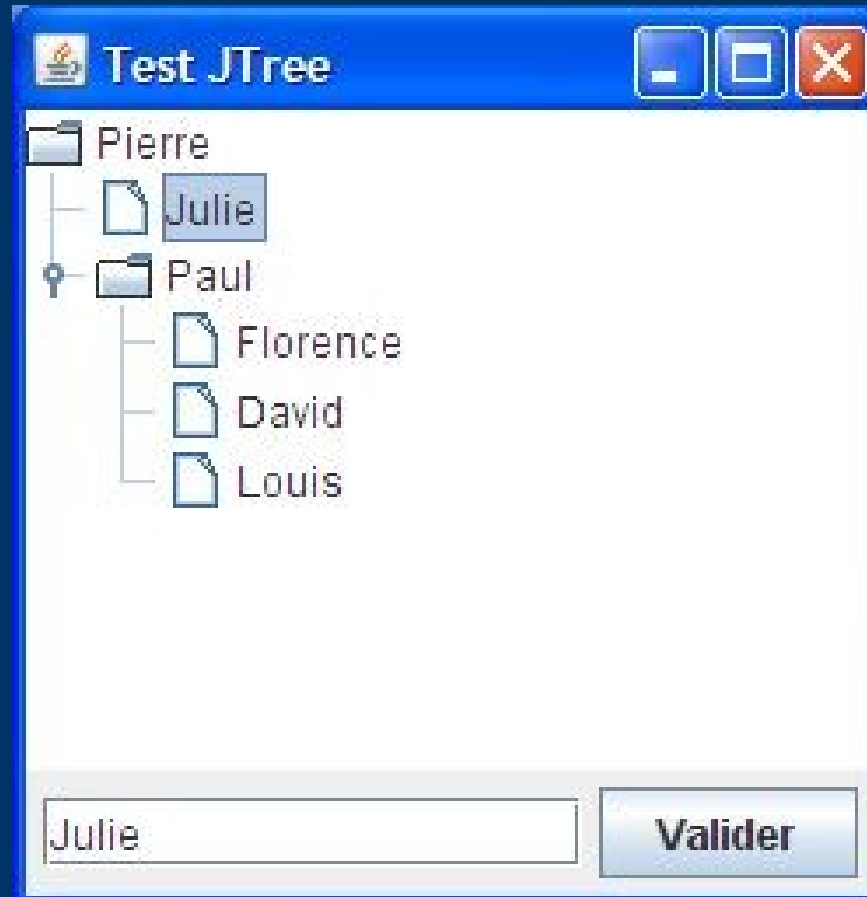 Test JTree
Pierre
Julie
Paul
Florence
David
Louis
Julie
Valider